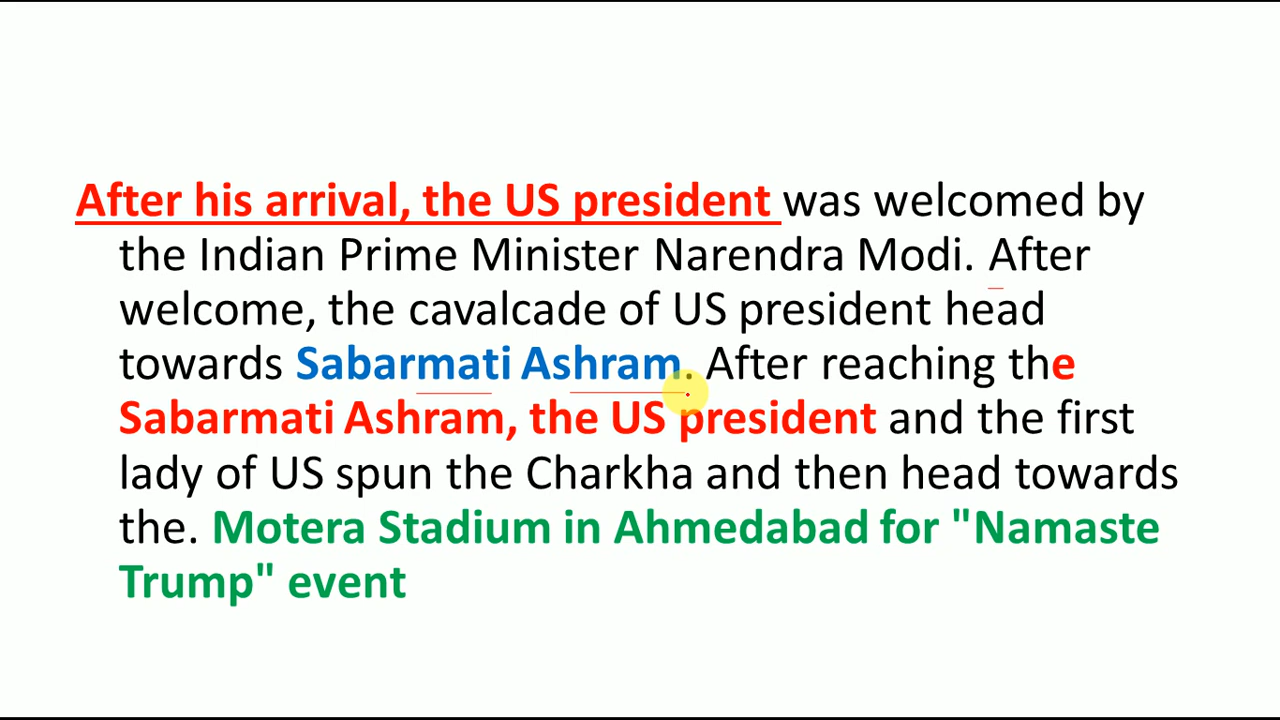 After his arrival, the US president was welcomed by
the Indian Prime Minister Narendra Modi. After
welcome, the cavalcade of US president head
towards Sabarmati Ashram. After reaching the
Sabarmati Ashram, the US president and the first
lady of US spun the Charkha and then head towards
the. Motera Stadium in Ahmedabad for "Namaste
Trump" event